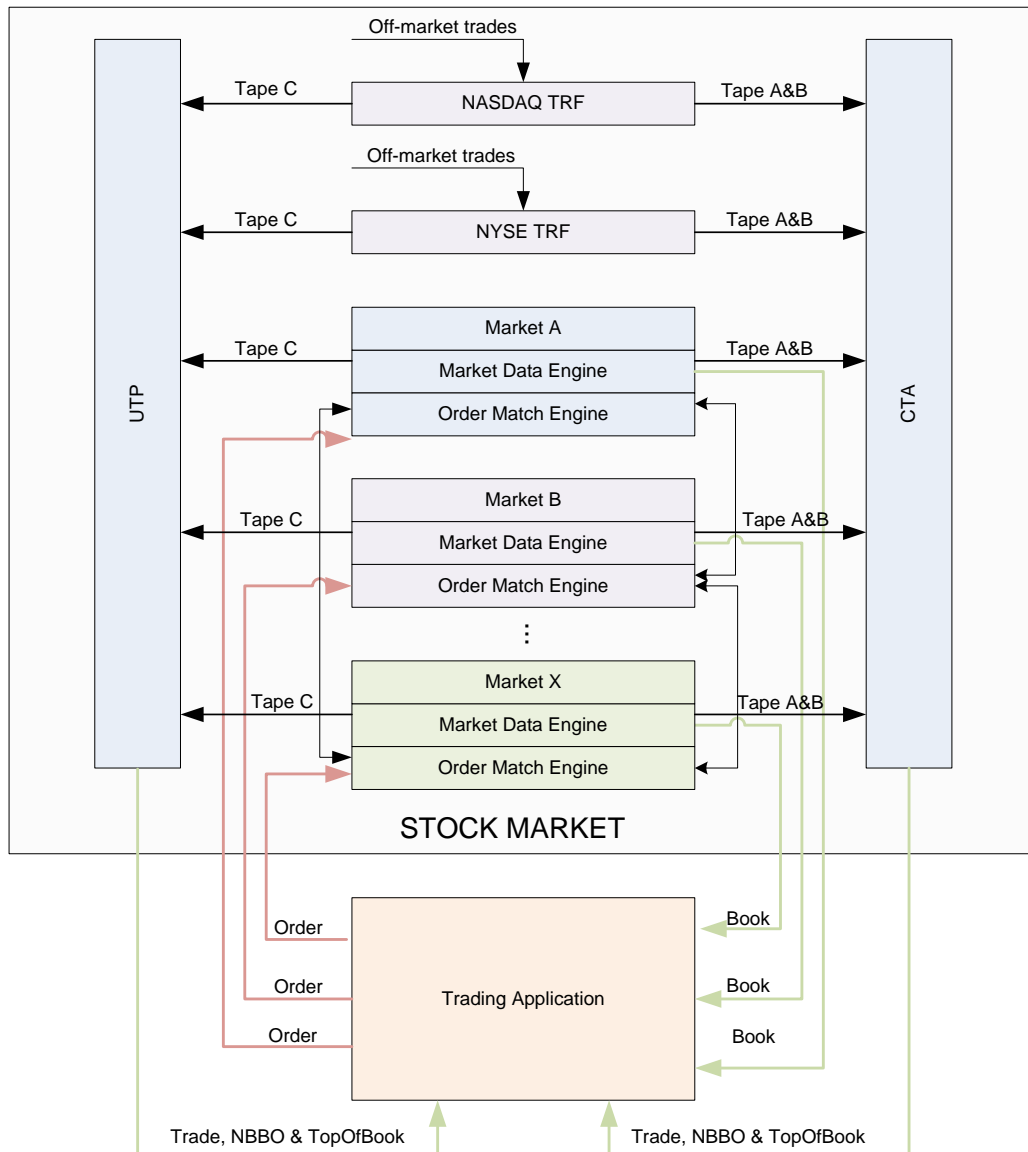 Off-market trades
Tape C
NASDAQ TRF
Tape A&B
Off-market trades
Tape C
NYSE TRF
Tape A&B
Market A
Tape C
Tape A&B
Market Data Engine
UTP
CTA
Order Match Engine
Market B
Tape C
Tape A&B
Market Data Engine
Order Match Engine
...
Market X
Tape C
Tape A&B
Market Data Engine
Order Match Engine
STOCK MARKET
Order
Book
Order
Trading Application
Book
Order
Book
Trade, NBBO & TopOfBook
Trade, NBBO & TopOfBook